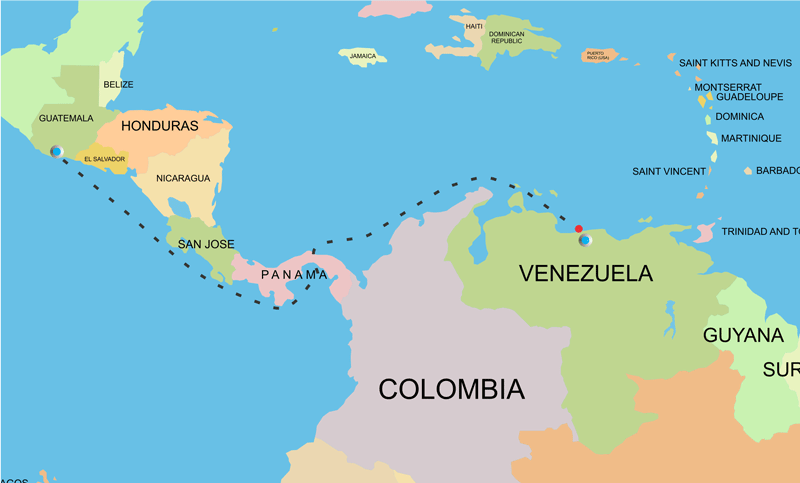 HAITI
DOMINICAN
REPUBLIC
JAMAICA
PUERTO
RICO (USA)
SAINT KITTS AND NEVIS
BELIZE
MONTSERRAT
GUADELOUPE
GUATEMALA
HONDURAS
DOMINICA
MARTINIQUE
EL SALVADOR
NICARAGUA
SAINT VINCENT
BARBADO
TRINIDAD AND TO
SAN JOSE
PANAMA
VENEZUELA
GUYANA
SUR
COLOMBIA
AGOS